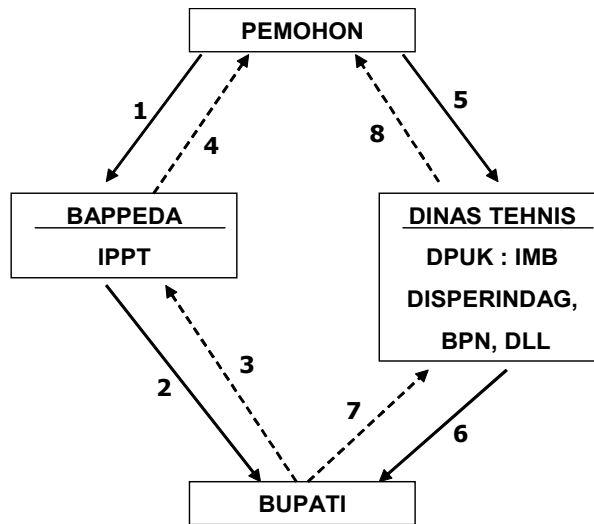 PEMOHON
1
4
5
8
BAPPEDA
IPPT
DINAS TEHNIS
DPUK : IMB
DISPERINDAG,
BPN, DLL
2
3
7
6
BUPATI